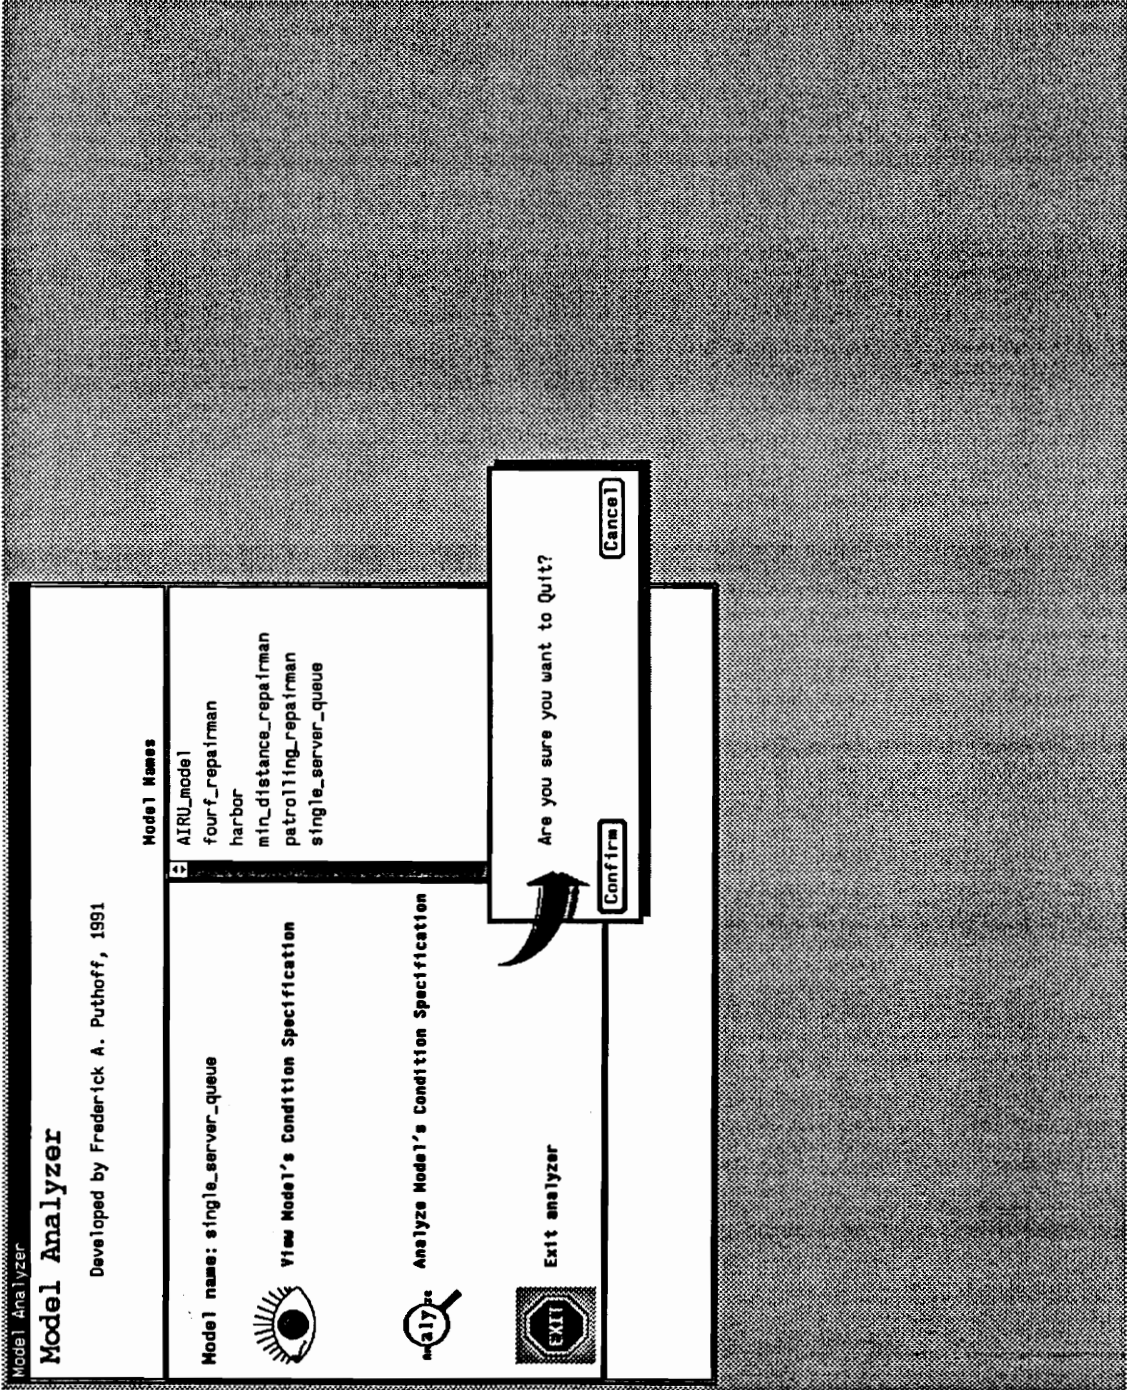 Model Analyzer
Model Analyzer
Developed by Frederick A. Puthoff, 1991
Model Names
Model name: single_server_queue
AIRU_model
fourf_repairman
harbor
min_distance_repairman
patrolling_repairman
single_server_queue
View Model's Condition Specification
Analyze
Analyze Model's Condition Specification
EXIT
Exit analyzer
Are you sure you want to Quit?
Confirm
Cancel